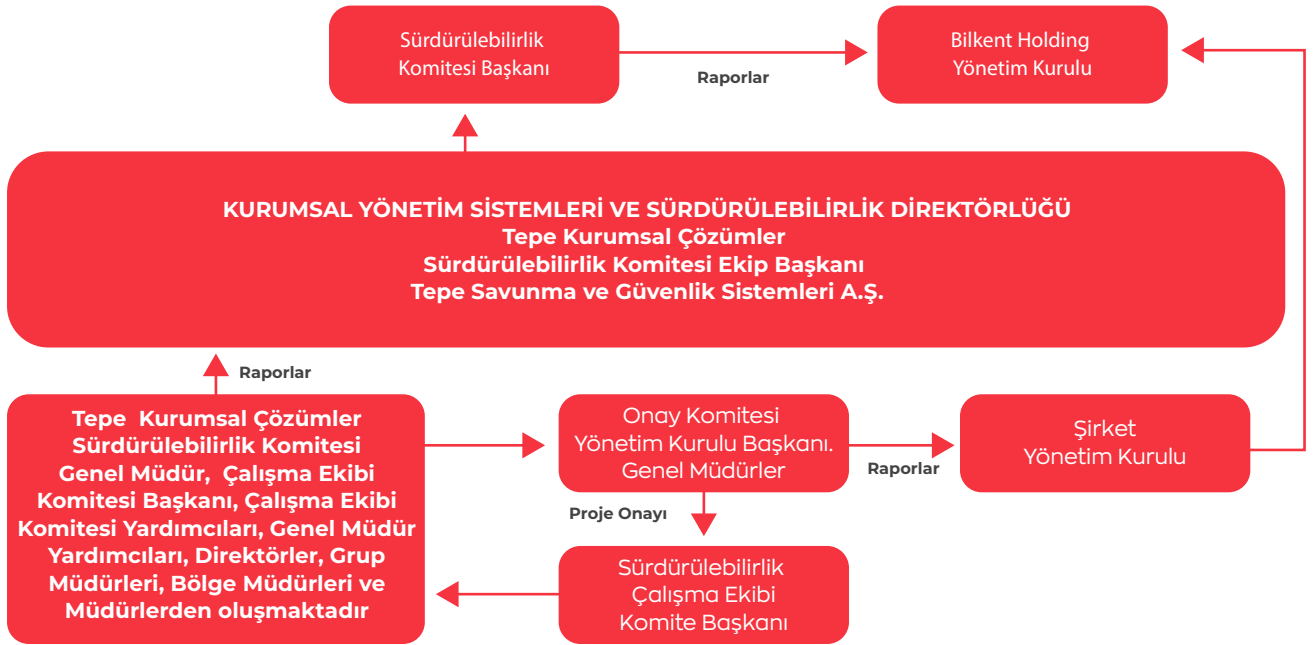 Sürdürülebilirlik
Komitesi Başkanı
Raporlar
Bilkent Holding
Yönetim Kurulu
KURUMSAL YÖNETİM SİSTEMLERİ VE SÜRDÜRÜLEBİLİRLİK DİREKTÖRLÜĞÜ
Tepe Kurumsal Çözümler
Sürdürülebilirlik Komitesi Ekip Başkanı
Tepe Savunma ve Güvenlik Sistemleri A.Ş.
Raporlar
Tepe Kurumsal Çözümler
Sürdürülebilirlik Komitesi
Genel Müdür, Çalışma Ekibi
Komitesi Başkanı, Çalışma Ekibi
Komitesi Yardımcıları, Genel Müdür
Yardımcıları, Direktörler, Grup
Müdürleri, Bölge Müdürleri ve
Müdürlerden oluşmaktadır
Onay Komitesi
Yönetim Kurulu Başkanı.
Genel Müdürler
Raporlar
Şirket
Yönetim Kurulu
Proje Onayı
Sürdürülebilirlik
Çalışma Ekibi
Komite Başkanı